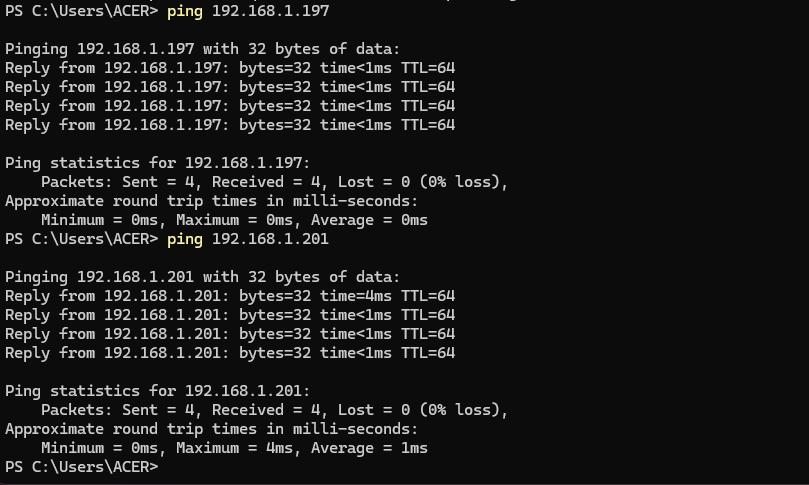 PS C:\Users\ACER> ping 192.168.1.197
Pinging 192.168.1.197 with 32 bytes of data:
Reply from 192.168.1.197: bytes=32 time<1ms TTL=64
Reply from 192.168.1.197: bytes=32 time<1ms TTL=64
Reply from 192.168.1.197: bytes=32 time<1ms TTL=64
Reply from 192.168.1.197: bytes=32 time<1ms TTL=64
Ping statistics for 192.168.1.197:
    Packets: Sent = 4, Received = 4, Lost = 0 (0% loss),
Approximate round trip times in milli-seconds:
    Minimum = 0ms, Maximum = 0ms, Average = 0ms
PS C:\Users\ACER> ping 192.168.1.201
Pinging 192.168.1.201 with 32 bytes of data:
Reply from 192.168.1.201: bytes=32 time=4ms TTL=64
Reply from 192.168.1.201: bytes=32 time<1ms TTL=64
Reply from 192.168.1.201: bytes=32 time<1ms TTL=64
Reply from 192.168.1.201: bytes=32 time<1ms TTL=64
Ping statistics for 192.168.1.201:
    Packets: Sent = 4, Received = 4, Lost = 0 (0% loss),
Approximate round trip times in milli-seconds:
    Minimum = 0ms, Maximum = 4ms, Average = 1ms
PS C:\Users\ACER>